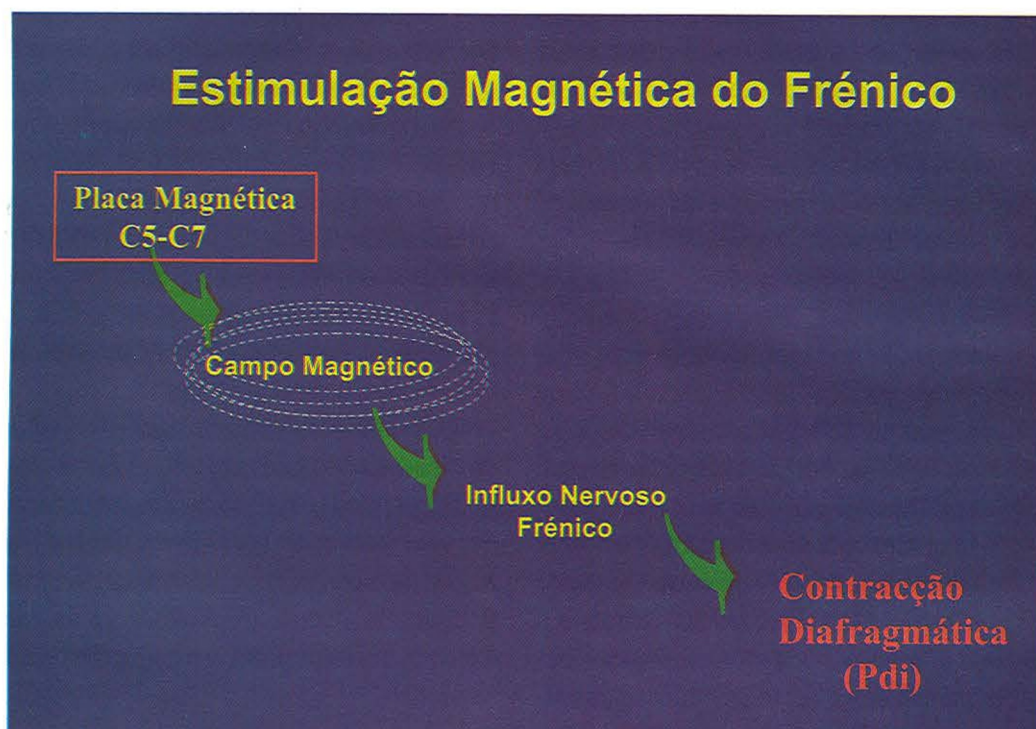 Estimulação Magnética do Frénico
Placa Magnética
C5-C7
Campo Magnético
Influxo Nervoso
Frénico
Contracção
Diafragmática
(Pdi)